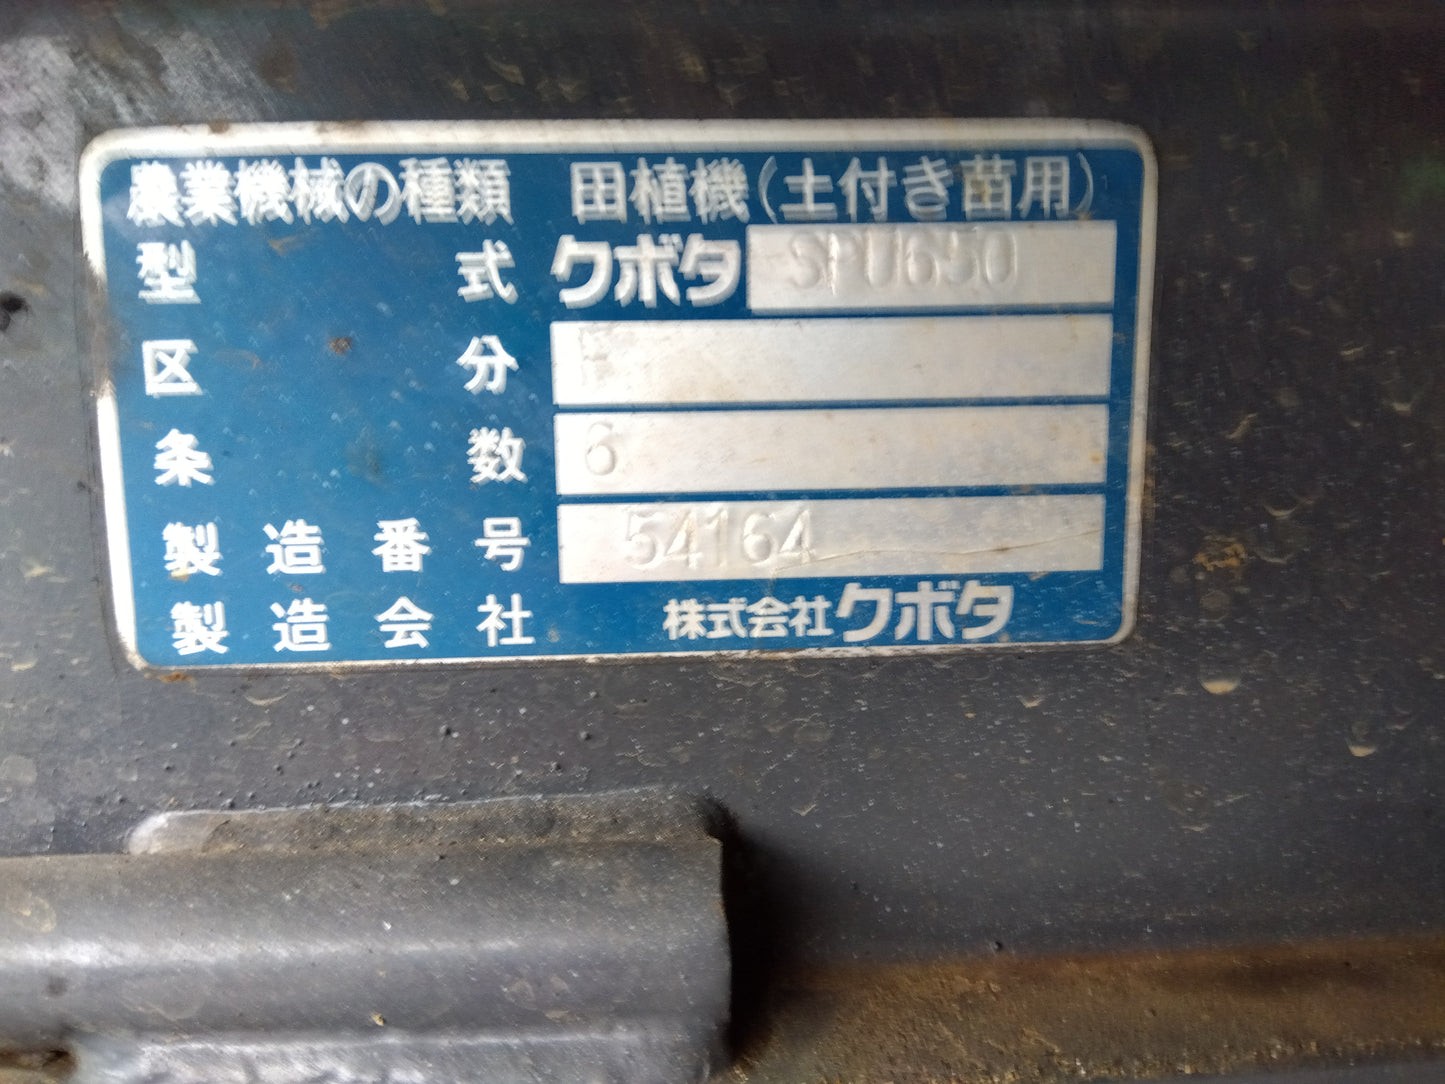 農業機械の種類 田植機(土付き苗用)
型式 クボタ SPU650
区分
条数 6
製造番号 54164
製造会社 株式会社クボタ